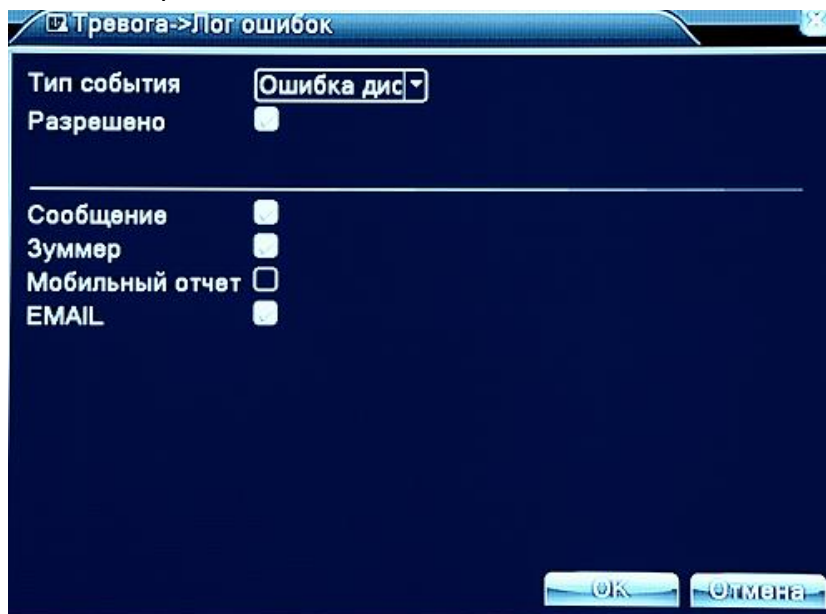 Тревога->Лог ошибок
Тип события
Ошибка дис
Разрешено
Сообщение
Зуммер
Мобильный отчет
EMAIL
OK
Отмена